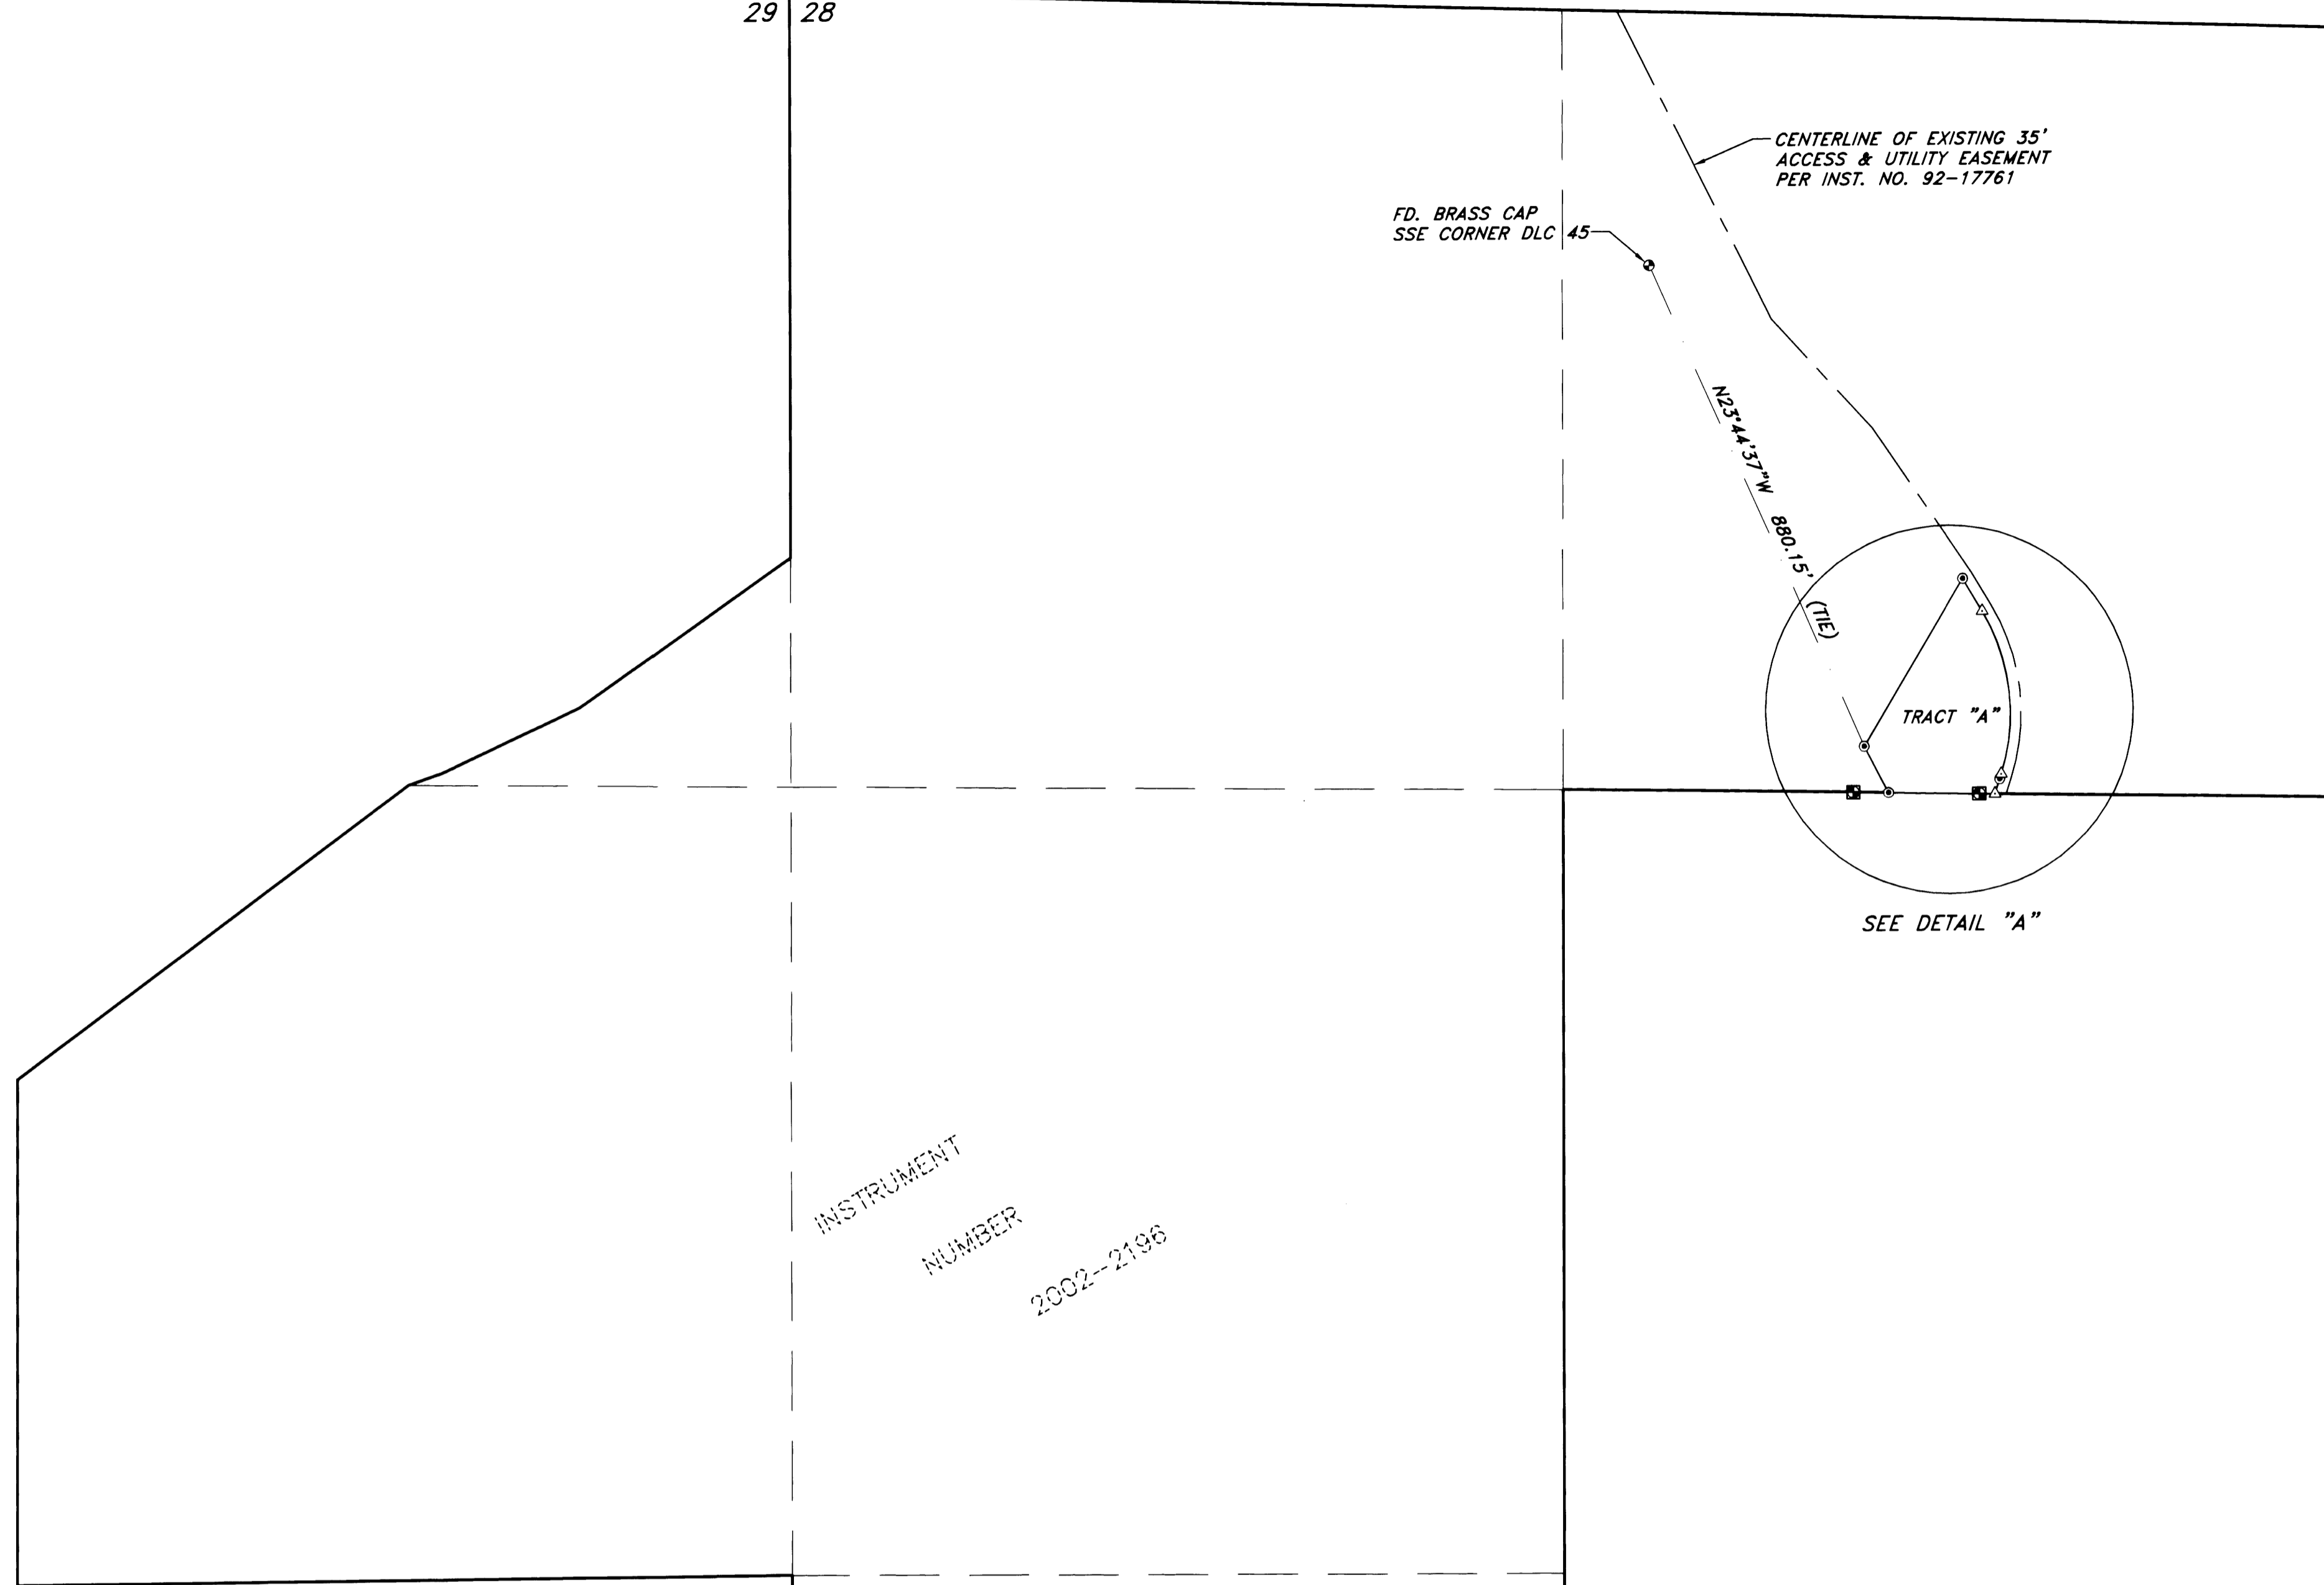 29 28
CENTERLINE OF EXISTING 35'
ACCESS & UTILITY EASEMENT
PER INST. NO. 92-17761
FD. BRASS CAP
SSE CORNER DLC 45
N23°44'37"W 880.15' (TIE)
TRACT "A"
SEE DETAIL "A"
INSTRUMENT
NUMBER
2002-2196